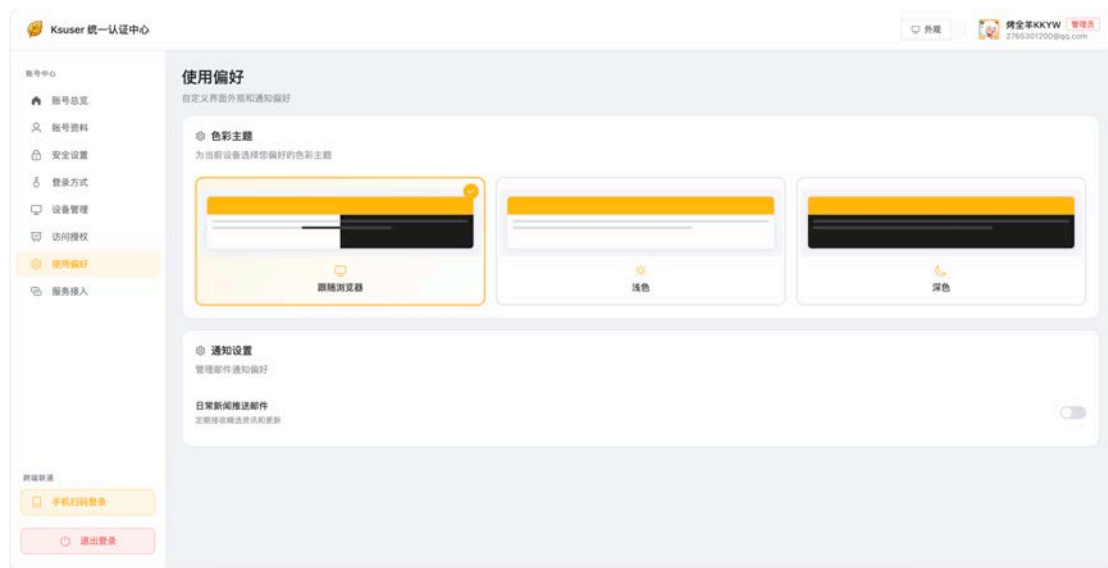 Ksuser 统一认证中心
外观
烤全羊KKYW 管理员
2765301200@qq.com
账号中心
账号总览
账号资料
安全设置
登录方式
设备管理
访问授权
使用偏好
服务接入
跨端联通
手机扫码登录
退出登录
使用偏好
自定义界面外观和通知偏好
色彩主题
为当前设备选择您偏好的色彩主题
跟随浏览器
浅色
深色
通知设置
管理邮件通知偏好
日常新闻推送邮件
定期接收精选资讯和更新